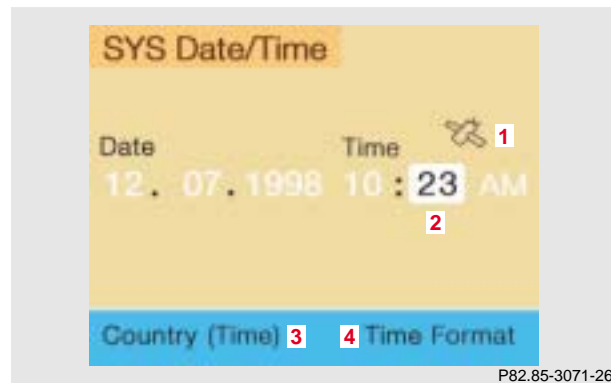 SYS Date/Time
1
Date Time
12. 07. 1998 10 : 23 AM
2
Country (Time) 3 4 Time Format
P82.85-3071-26